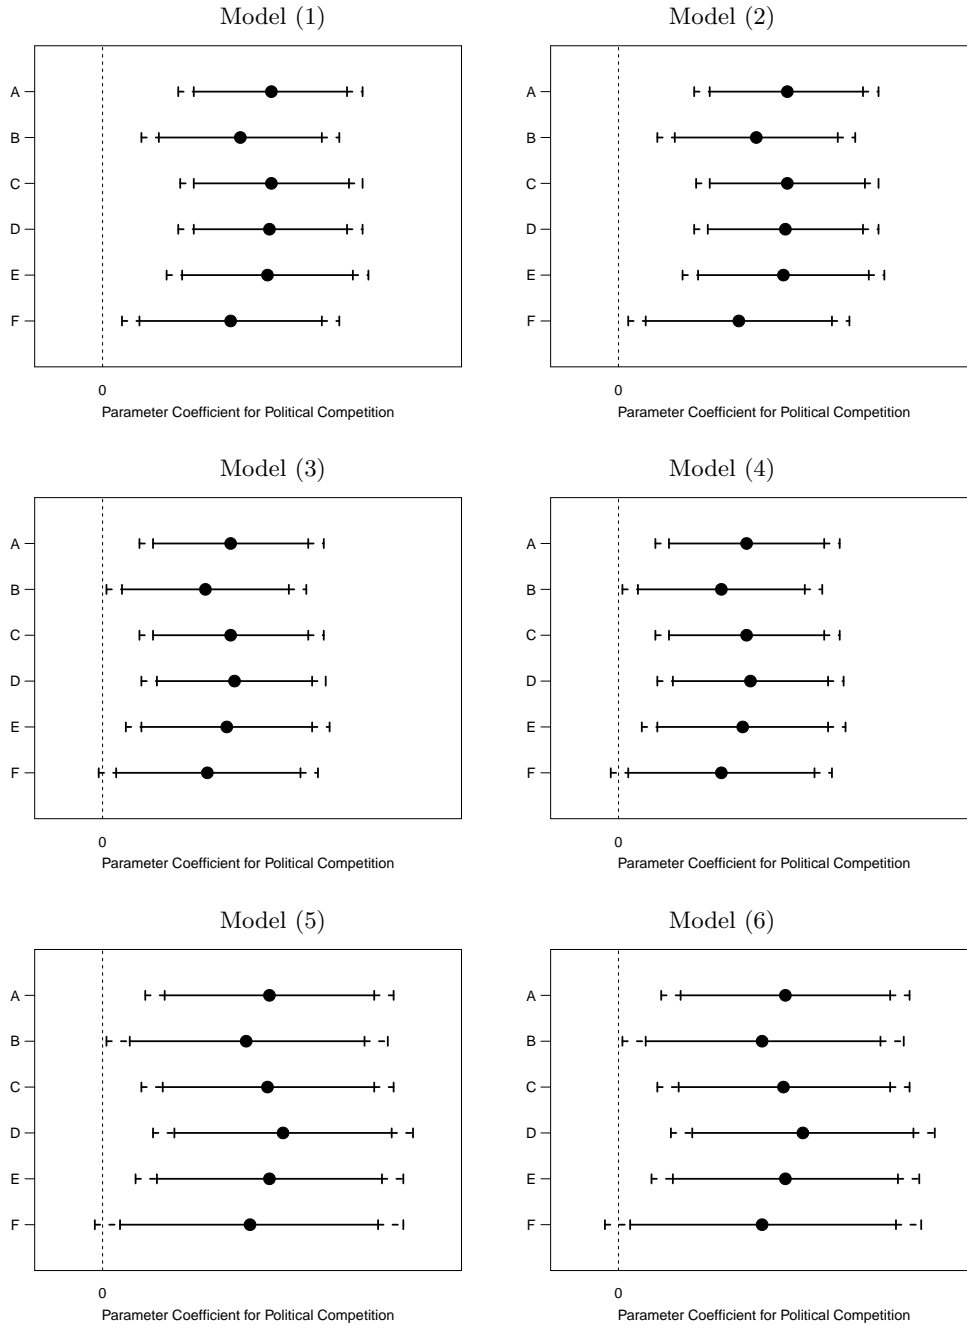 Model (1)
A
B
C
D
E
F
0
Parameter Coefficient for Political Competition
Model (2)
A
B
C
D
E
F
0
Parameter Coefficient for Political Competition
Model (3)
A
B
C
D
E
F
0
Parameter Coefficient for Political Competition
Model (4)
A
B
C
D
E
F
0
Parameter Coefficient for Political Competition
Model (5)
A
B
C
D
E
F
0
Parameter Coefficient for Political Competition
Model (6)
A
B
C
D
E
F
0
Parameter Coefficient for Political Competition